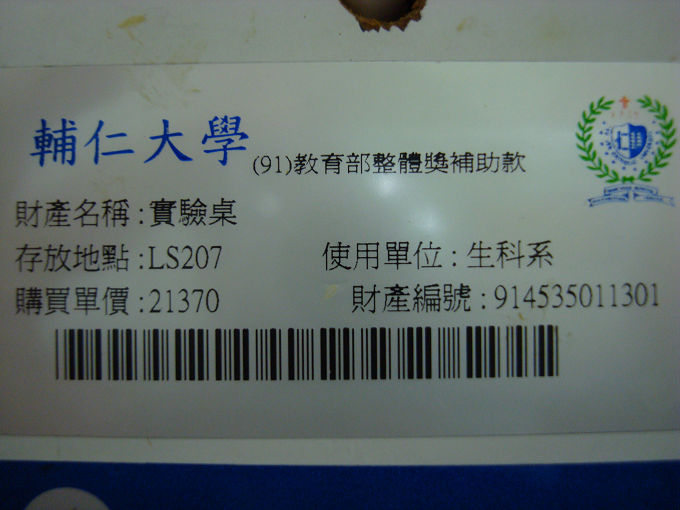 輔仁大學 (91)教育部整體獎補助款
財產名稱:實驗桌
存放地點:LS207 使用單位:生科系
購買單價:21370 財產編號:914535011301